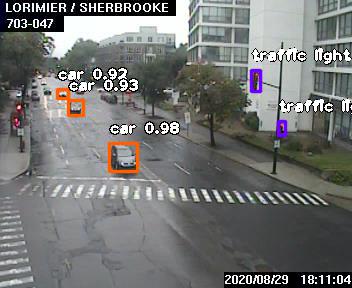 LORIMIER / SHERBROOKE
703-047
traffic light
car 0.92
car 0.93
traffic light
car 0.98
2020/08/29 18:11:04